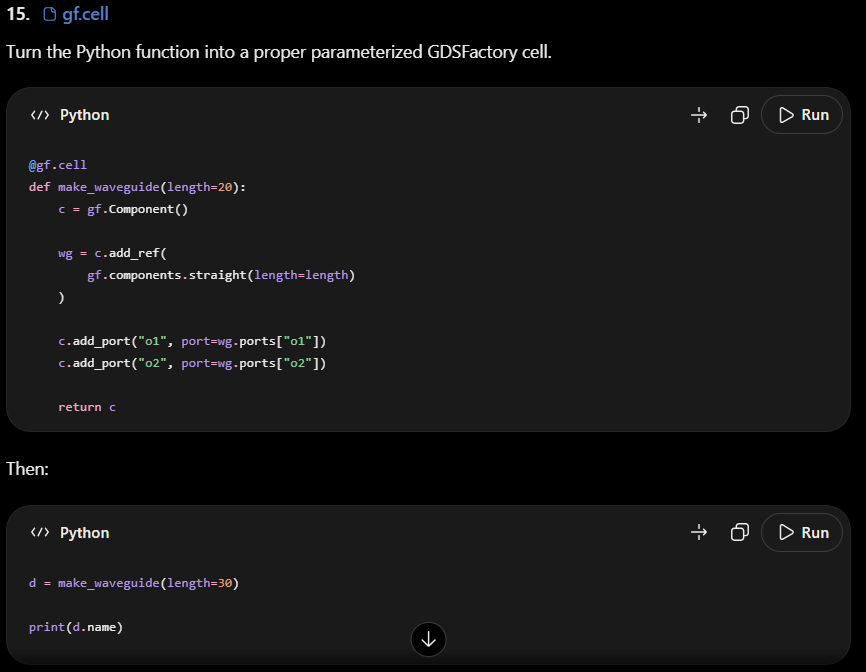 15. gf.cell
Turn the Python function into a proper parameterized GDSFactory cell.
</> Python
Run
@gf.cell
def make_waveguide(length=20):
    c = gf.Component()
    wg = c.add_ref(
        gf.components.straight(length=length)
    )
    c.add_port("o1", port=wg.ports["o1"])
    c.add_port("o2", port=wg.ports["o2"])
    return c
Then:
</> Python
Run
d = make_waveguide(length=30)
print(d.name)